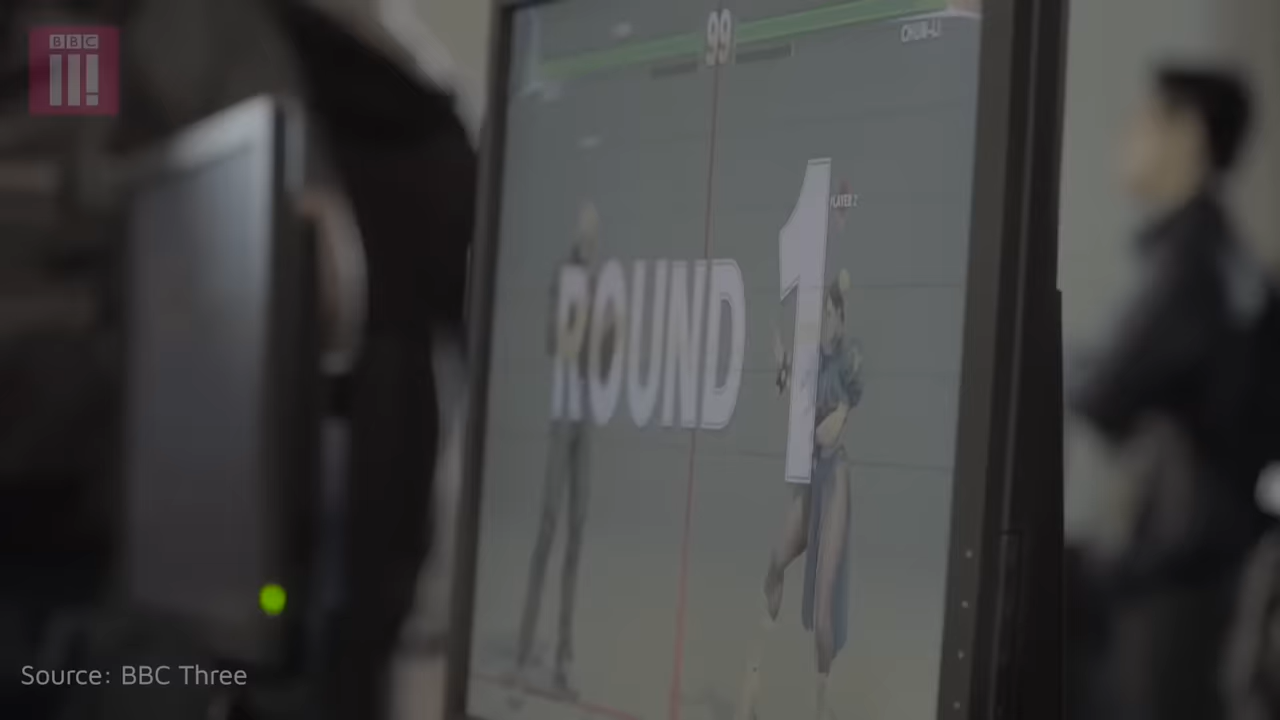 BBC
III!
99
CHUN-LI
PLAYER 2
ROUND 1
Source: BBC Three